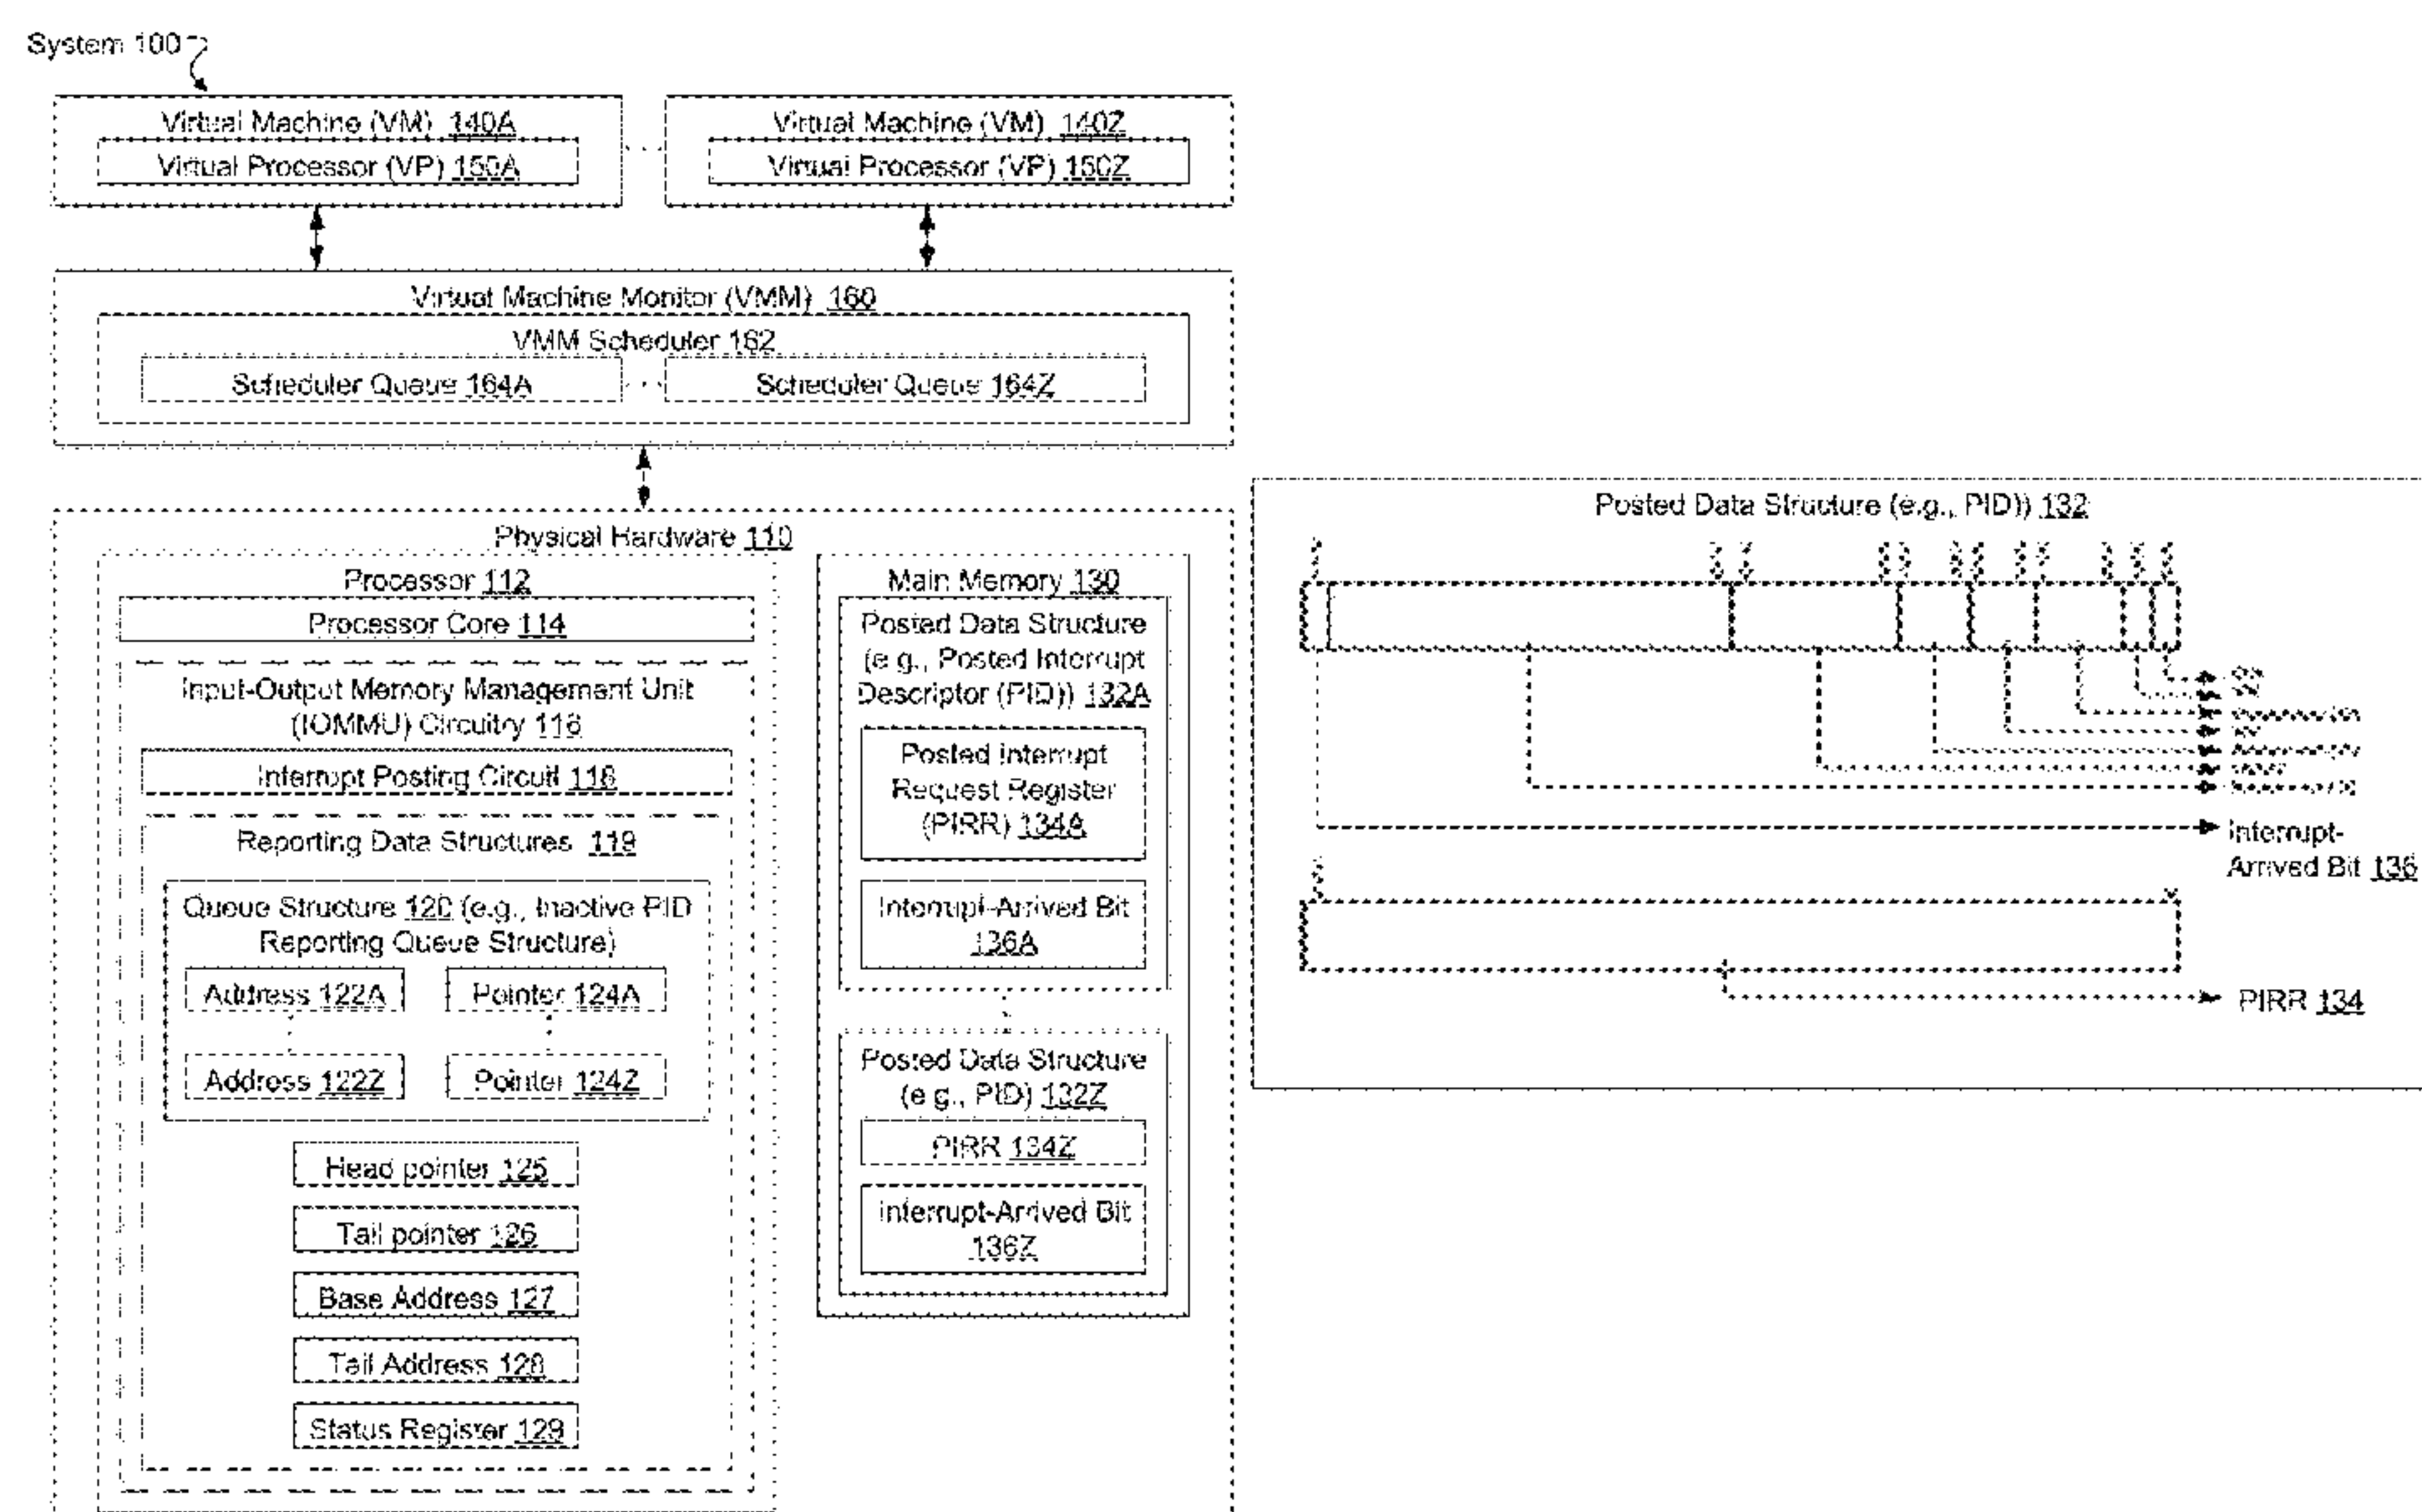 System 100
Virtual Machine (VM) 140A
Virtual Processor (VP) 150A
Virtual Machine (VM) 140Z
Virtual Processor (VP) 150Z
Virtual Machine Monitor (VMM) 160
VMM Scheduler 162
Scheduler Queue 164A
Scheduler Queue 164Z
Physical Hardware 110
Processor 112
Processor Core 114
Input-Output Memory Management Unit
(IOMMU) Circuitry 116
Interrupt Posting Circuit 118
Reporting Data Structures 119
Queue Structure 120 (e.g., Inactive PID
Reporting Queue Structure)
Address 122A
Pointer 124A
Address 122Z
Pointer 124Z
Head pointer 125
Tail pointer 126
Base Address 127
Tail Address 128
Status Register 129
Main Memory 130
Posted Data Structure
(e.g., Posted Interrupt
Descriptor (PID)) 132A
Posted Interrupt
Request Register
(PIRR) 134A
Interrupt-Arrived Bit
136A
Posted Data Structure
(e.g., PID) 132Z
PIRR 134Z
Interrupt-Arrived Bit
136Z
Posted Data Structure (e.g., PID)) 132
Interrupt-
Arrived Bit 136
PIRR 134